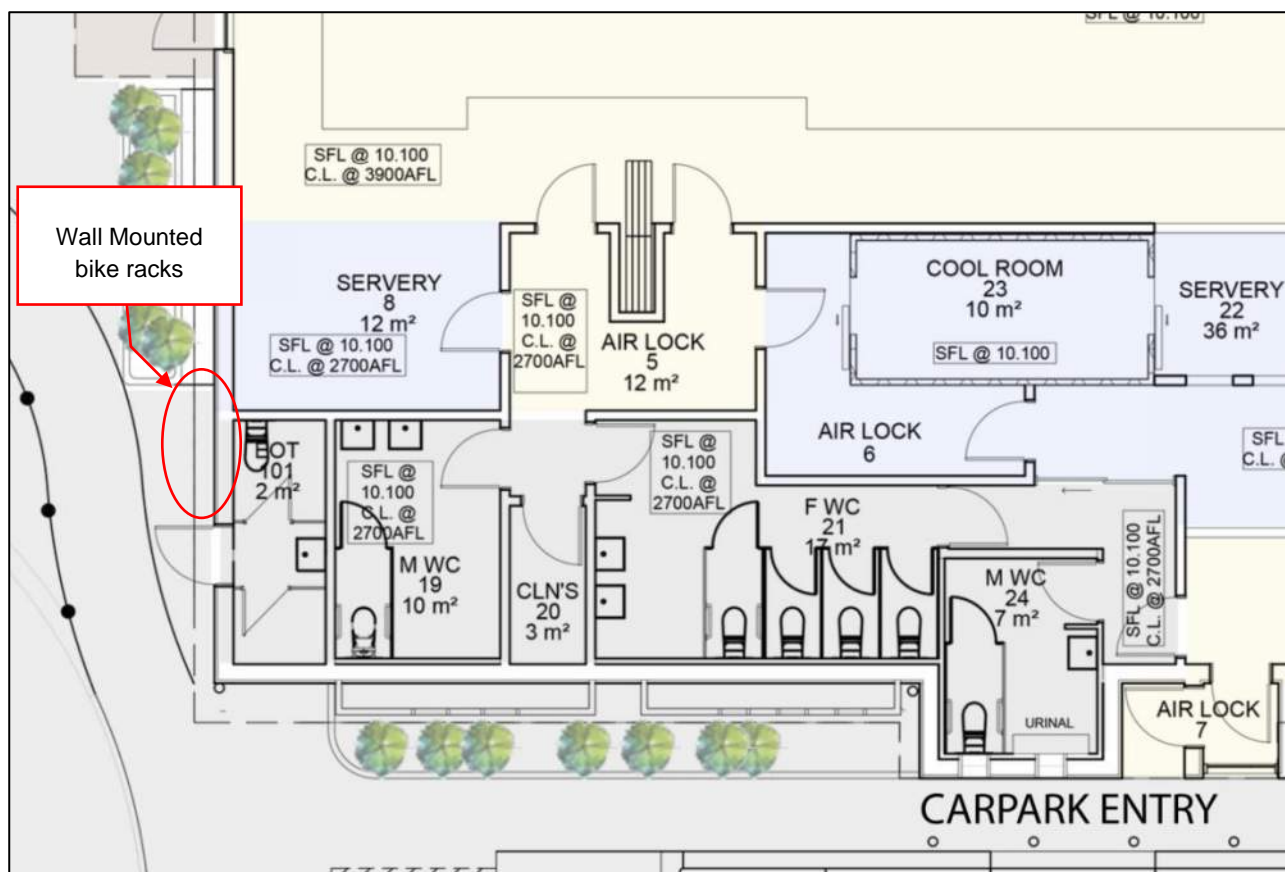 SFL @ 10.100
SFL @ 10.100
C.L. @ 3900AFL
Wall Mounted
bike racks
SERVERY
8
12 m²
SFL @ 10.100
C.L. @ 2700AFL
SFL @
10.100
C.L. @
2700AFL
AIR LOCK
5
12 m²
COOL ROOM
23
10 m²
SFL @ 10.100
SERVERY
22
36 m²
AIR LOCK
6
SFL
C.L. @
EOT
101
2 m²
SFL @
10.100
C.L. @
2700AFL
M WC
19
10 m²
CLN'S
20
3 m²
SFL @
10.100
C.L. @
2700AFL
F WC
21
17 m²
M WC
24
7 m²
SFL @ 10.100
C.L. @ 2700AFL
URINAL
AIR LOCK
7
CARPARK ENTRY